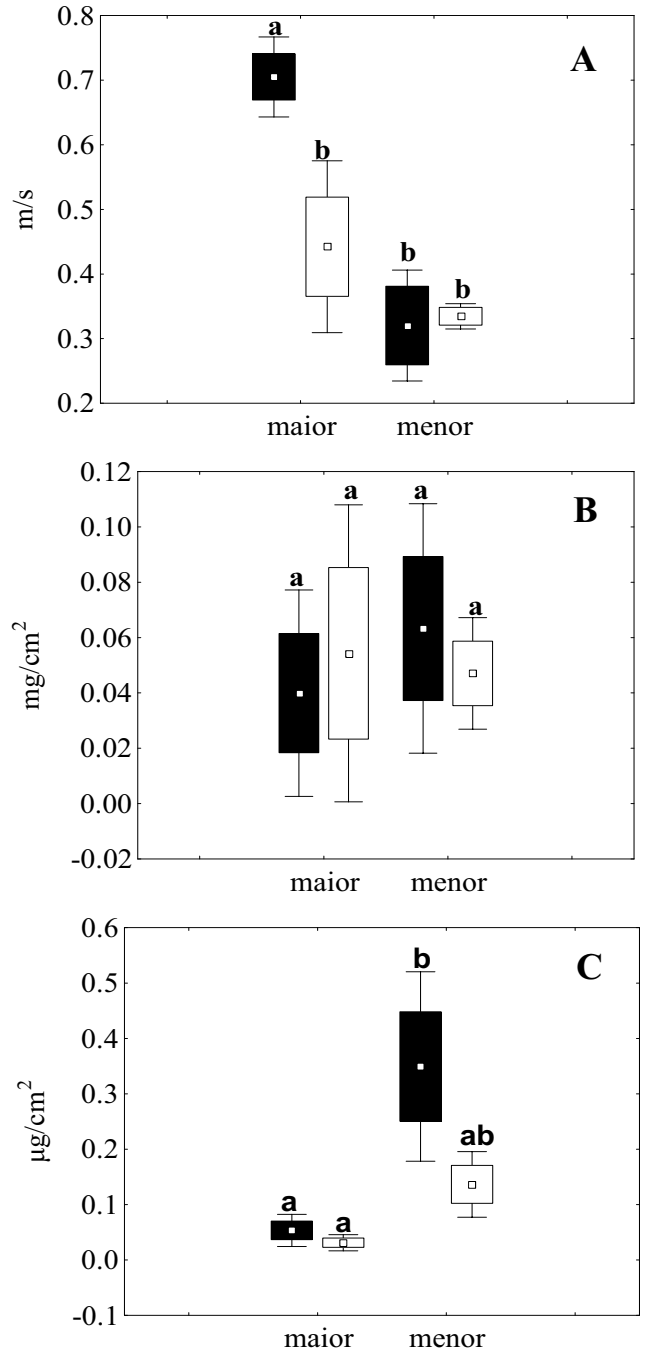 0.8
a
A
0.7
0.6
b
m/s
0.5
b
0.4
b
0.3
0.2
maior menor
0.12
a a
B
0.10
0.08
a
a
mg/cm²
0.06
0.04
0.02
0.00
-0.02
maior menor
0.6
b
C
0.5
0.4
0.3
µg/cm²
0.2
ab
0.1
a a
0.0
-0.1
maior menor